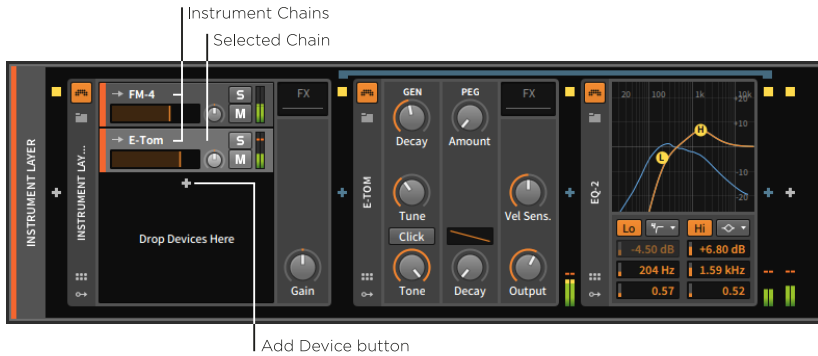 Instrument Chains
Selected Chain
INSTRUMENT LAYER
INSTRUMENT LAY...
FM-4 S
M
E-Tom S
M
Drop Devices Here
FX
Gain
E-TOM
GEN PEG FX
Decay Amount
Tune Vel Sens.
Click
Tone Decay Output
EQ-2
20 100 1k 10k
+20
+10
-10
-20
L H
Lo Hi
-4.50 dB +6.80 dB
204 Hz 1.59 kHz
0.57 0.52
Add Device button